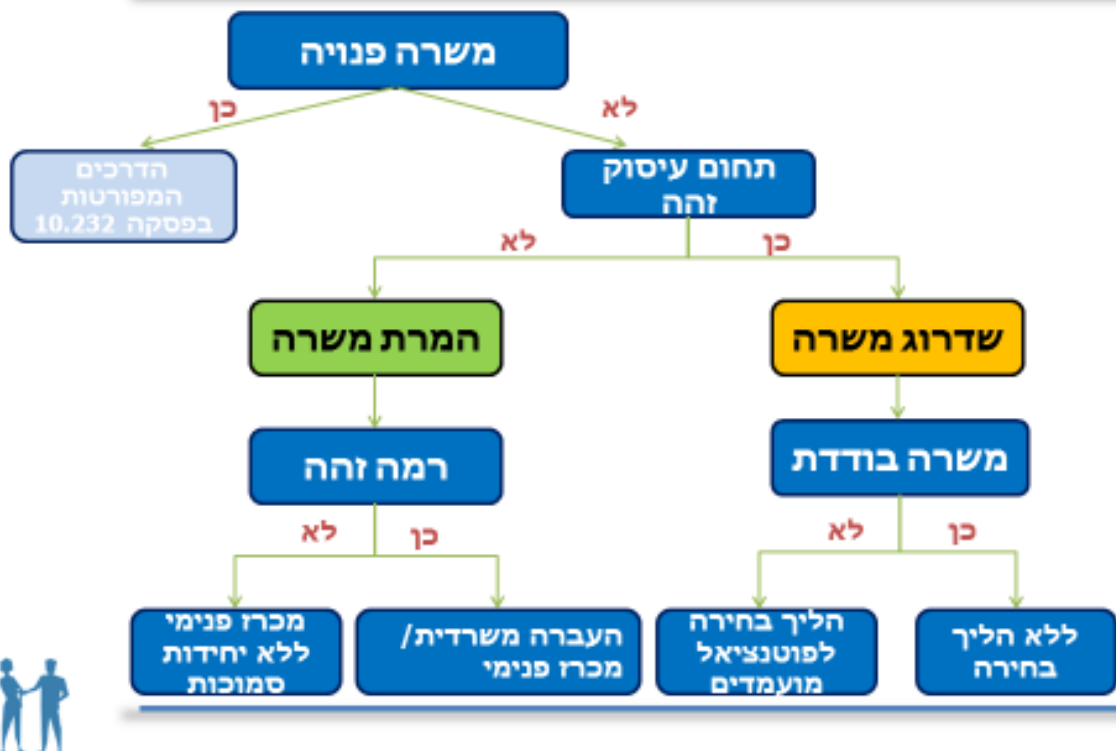 משרה פנויה
כן
לא
הדרכים
המפורטות
בפסקה 10.232
תחום עיסוק
זהה
כן
לא
שדרוג משרה
המרת משרה
משרה בודדת
רמה זהה
כן
לא
כן
לא
ללא הליך
בחירה
הליך בחירה
לפוטנציאל
מועמדים
העברה משרדית/
מכרז פנימי
מכרז פנימי
ללא יחידות
סמוכות